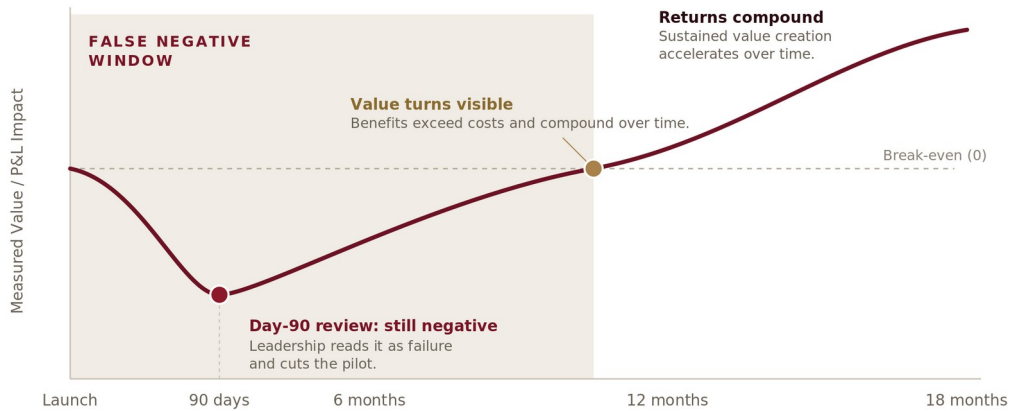 FALSE NEGATIVE
WINDOW
Returns compound
Sustained value creation
accelerates over time.
Value turns visible
Benefits exceed costs and compound over time.
Break-even (0)
Measured Value / P&L Impact
Day-90 review: still negative
Leadership reads it as failure
and cuts the pilot.
Launch
90 days
6 months
12 months
18 months